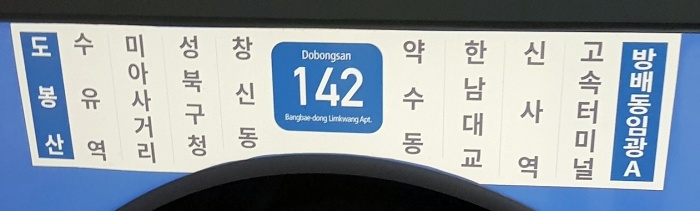 도봉산
수유역
미아사거리
성북구청
창신동
Dobongsan
142
Bangbae-dong Limkwang Apt.
약수동
한남대교
신사역
고속터미널
방배동임광A